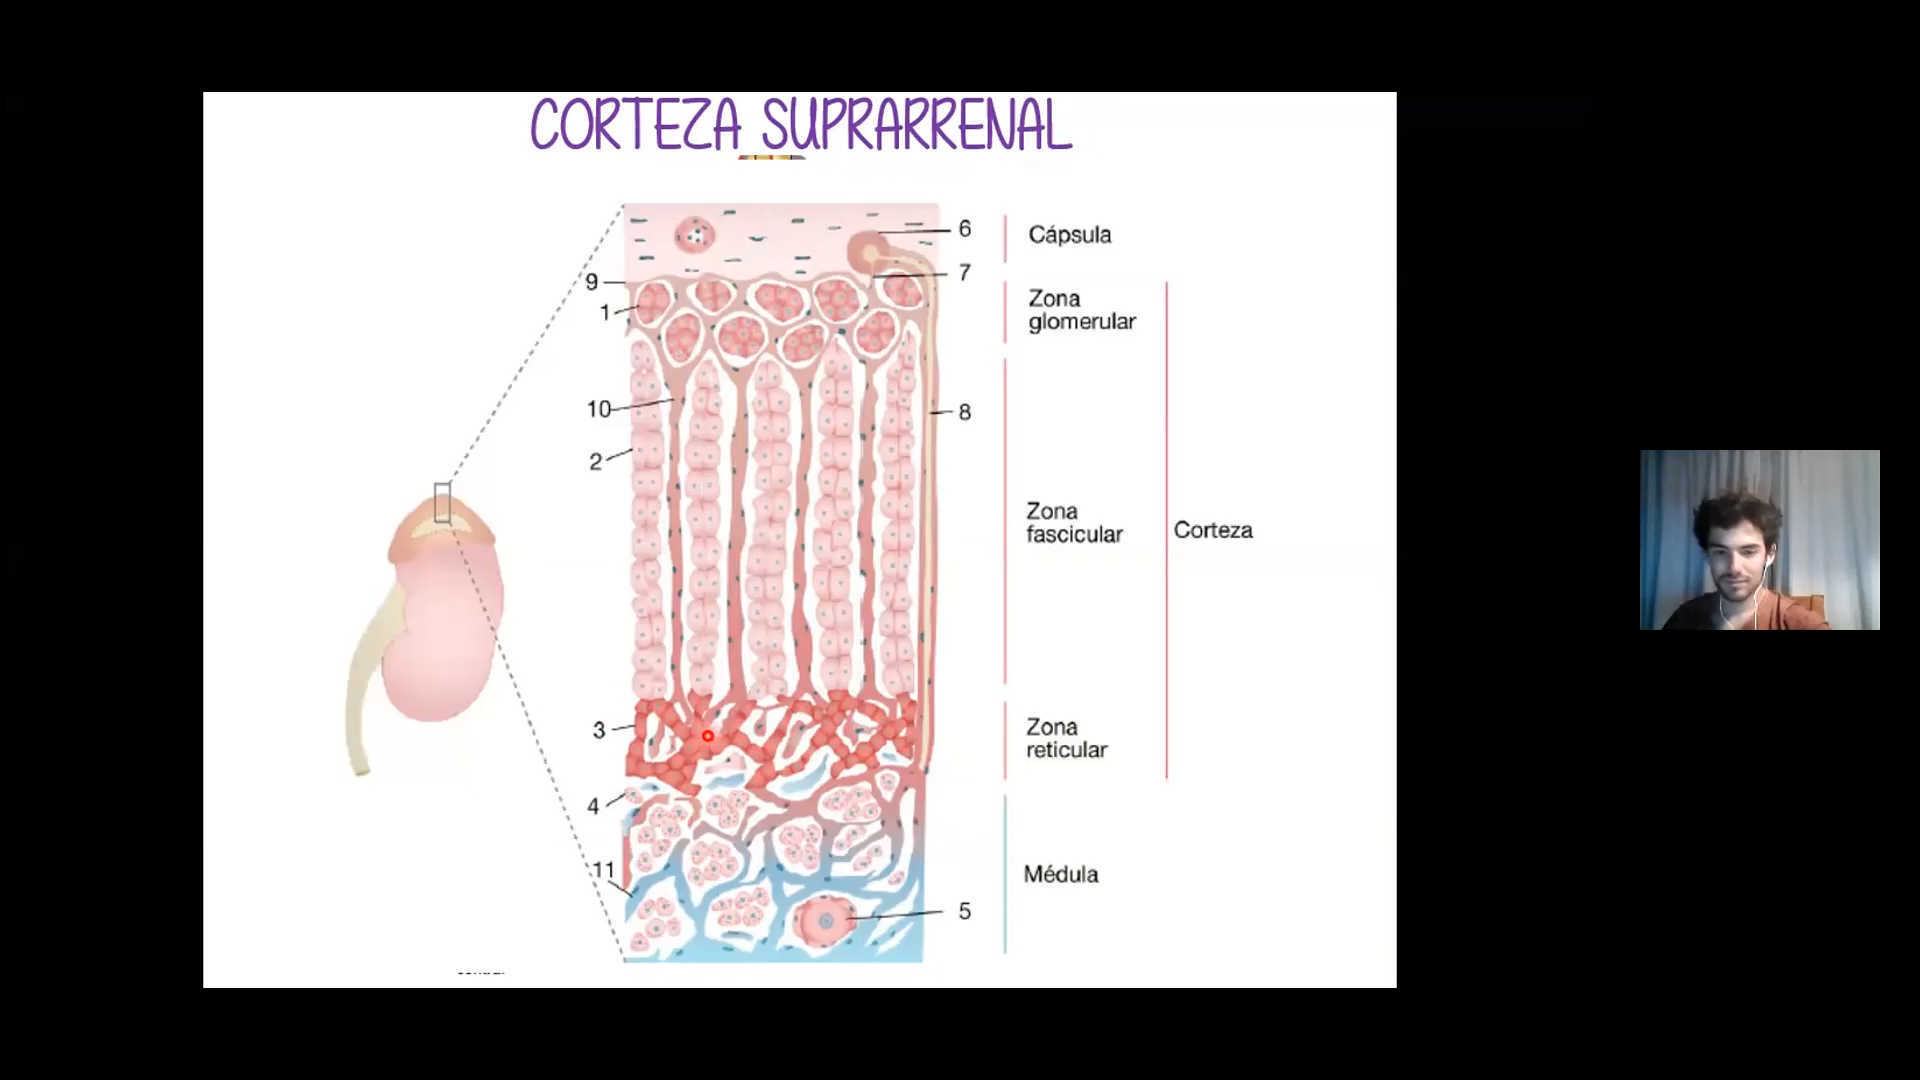 CORTEZA SUPRARRENAL
6
Cápsula
7
9
Zona
glomerular
1
10
8
2
Zona
fascicular
Corteza
3
Zona
reticular
4
11
Médula
5